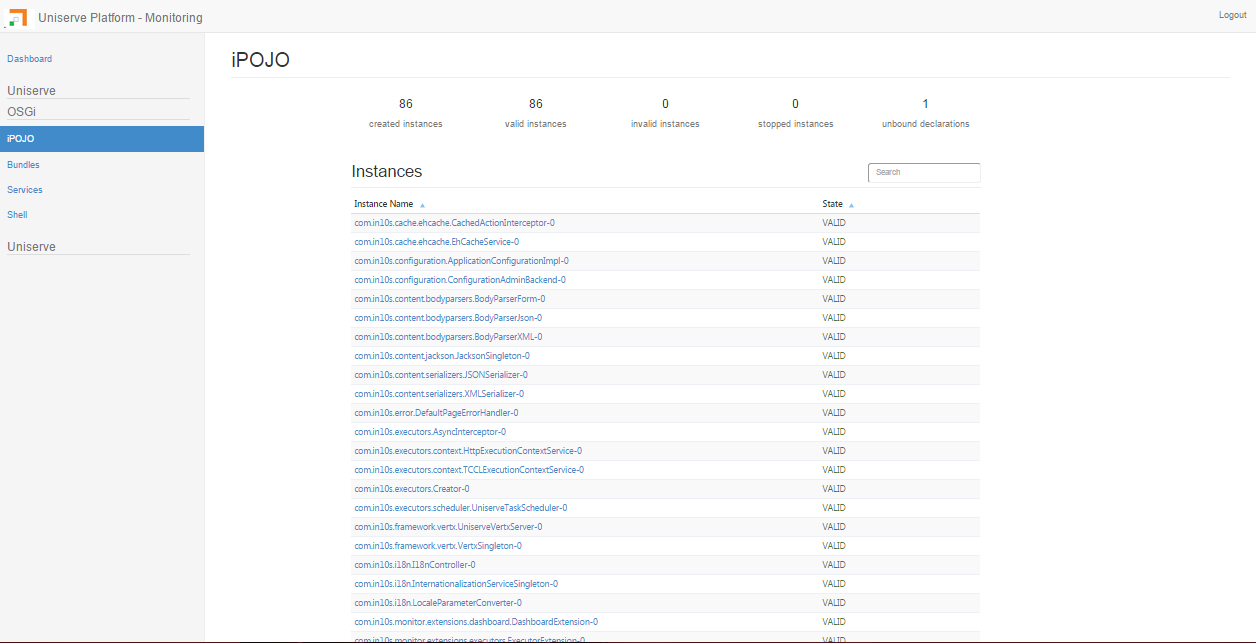 Uniserve Platform - Monitoring
Logout
Dashboard
Uniserve
OSGi
iPOJO
Bundles
Services
Shell
Uniserve
iPOJO
86 86 0 0 1
created instances valid instances invalid instances stopped instances unbound declarations
Instances
Search
Instance Name State
com.in10s.cache.ehcache.CachedActionInterceptor-0 VALID
com.in10s.cache.ehcache.EhCacheService-0 VALID
com.in10s.configuration.ApplicationConfigurationImpl-0 VALID
com.in10s.configuration.ConfigurationAdminBackend-0 VALID
com.in10s.content.bodyparsers.BodyParserForm-0 VALID
com.in10s.content.bodyparsers.BodyParserJson-0 VALID
com.in10s.content.bodyparsers.BodyParserXML-0 VALID
com.in10s.content.jackson.JacksonSingleton-0 VALID
com.in10s.content.serializers.JSONSerializer-0 VALID
com.in10s.content.serializers.XMLSerializer-0 VALID
com.in10s.error.DefaultPageErrorHandler-0 VALID
com.in10s.executors.AsyncInterceptor-0 VALID
com.in10s.executors.context.HttpExecutionContextService-0 VALID
com.in10s.executors.context.TCCLExecutionContextService-0 VALID
com.in10s.executors.Creator-0 VALID
com.in10s.executors.scheduler.UniserveTaskScheduler-0 VALID
com.in10s.framework.vertx.UniserveVertxServer-0 VALID
com.in10s.framework.vertx.VertxSingleton-0 VALID
com.in10s.i18n.I18nController-0 VALID
com.in10s.i18n.InternationalizationServiceSingleton-0 VALID
com.in10s.i18n.LocaleParameterConverter-0 VALID
com.in10s.monitor.extensions.dashboard.DashboardExtension-0 VALID
com.in10s.monitor.extensions.executors.ExecutorExtension-0 VALID